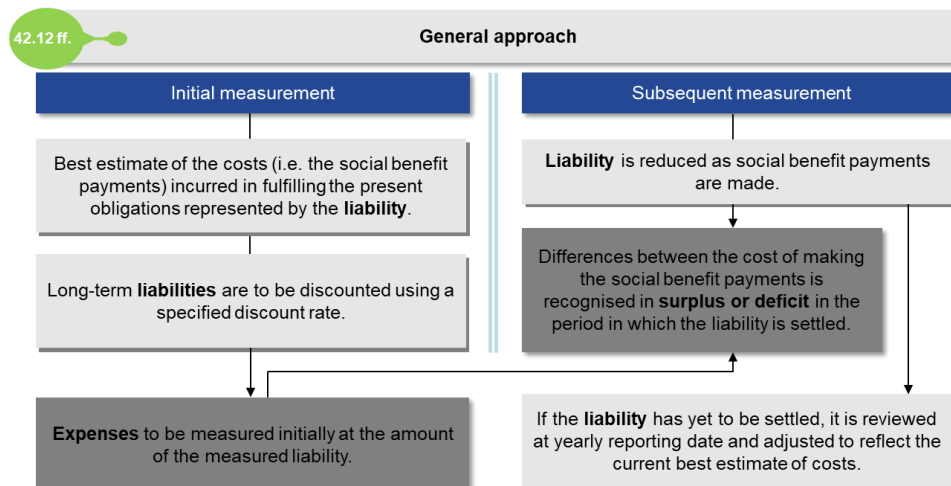 42.12 ff.
General approach
Initial measurement
Best estimate of the costs (i.e. the social benefit
payments) incurred in fulfilling the present
obligations represented by the liability.
Long-term liabilities are to be discounted using a
specified discount rate.
Expenses to be measured initially at the amount
of the measured liability.
Subsequent measurement
Liability is reduced as social benefit payments
are made.
Differences between the cost of making
the social benefit payments is
recognised in surplus or deficit in the
period in which the liability is settled.
If the liability has yet to be settled, it is reviewed
at yearly reporting date and adjusted to reflect the
current best estimate of costs.